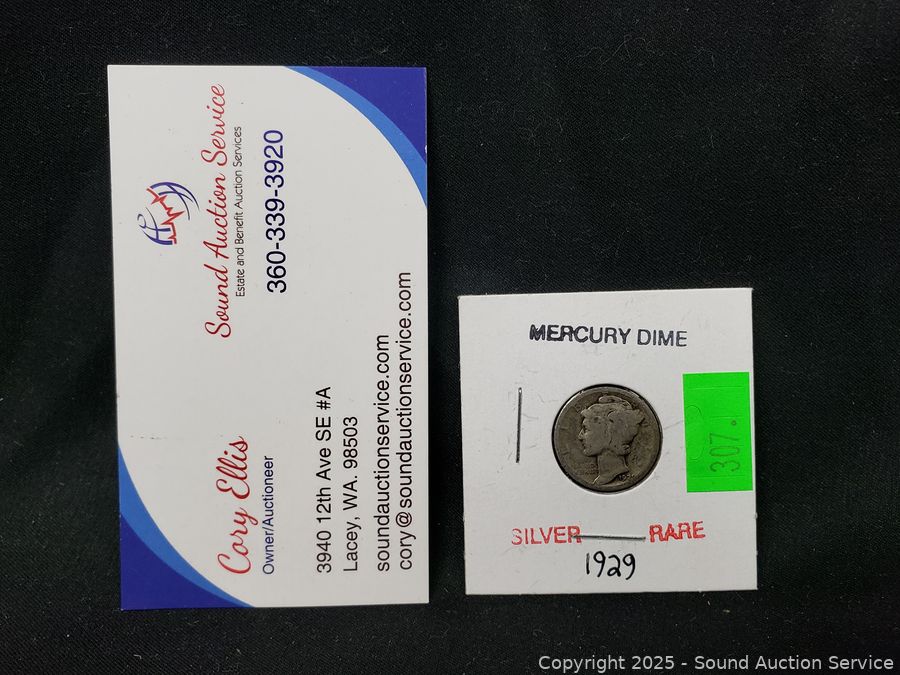 Sound Auction Service
Estate and Benefit Auction Services
360-339-3920
Cory Ellis
Owner/Auctioneer
3940 12th Ave SE #A
Lacey, WA. 98503
soundauctionservice.com
cory@soundauctionservice.com
MERCURY DIME
307.
SILVER RARE
1929
Copyright 2025 - Sound Auction Service